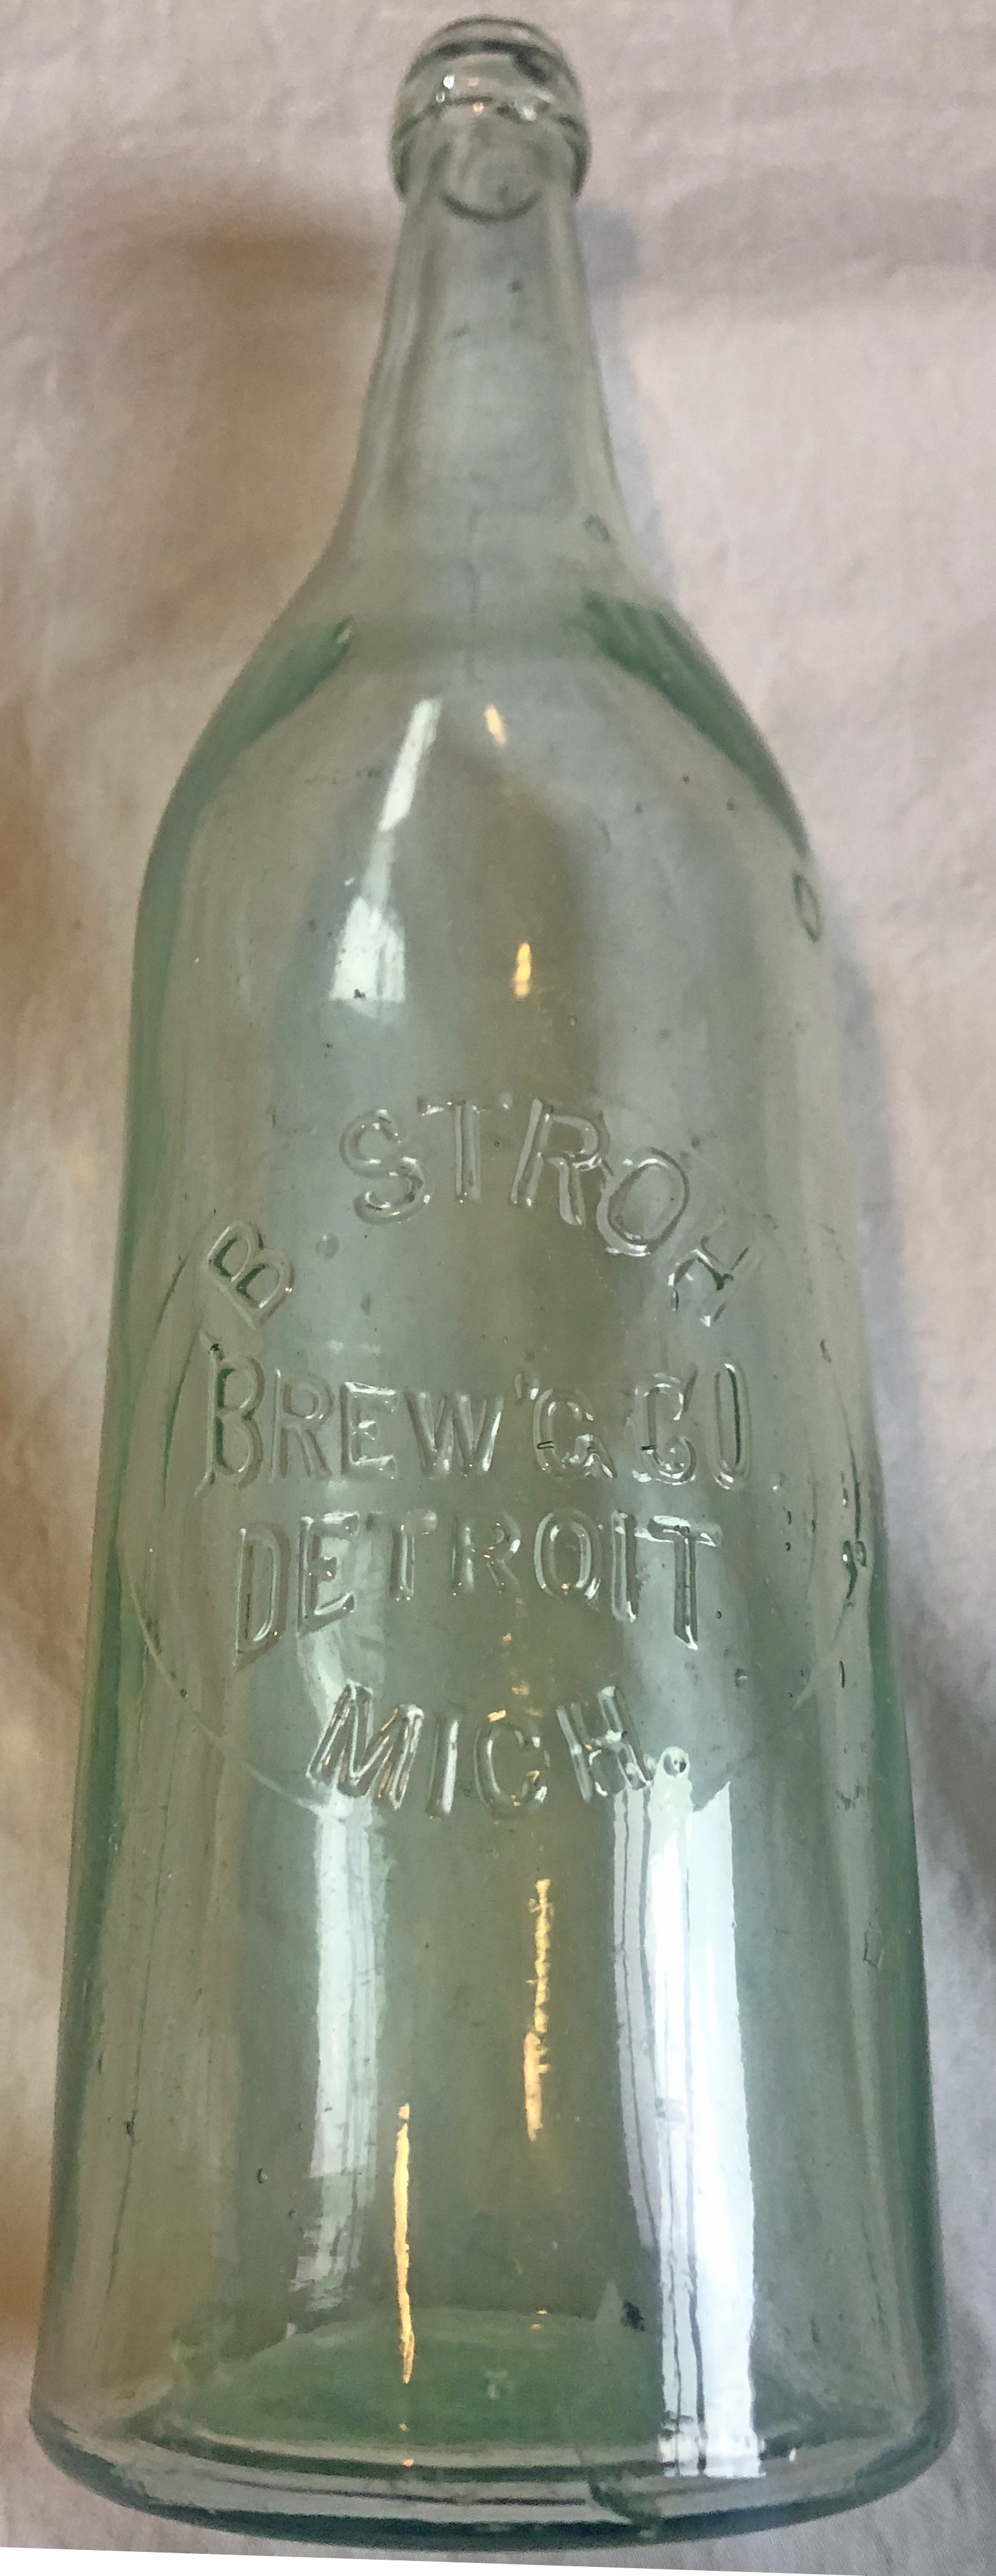 B. STROH
BREW'G CO
DETROIT
MICH.